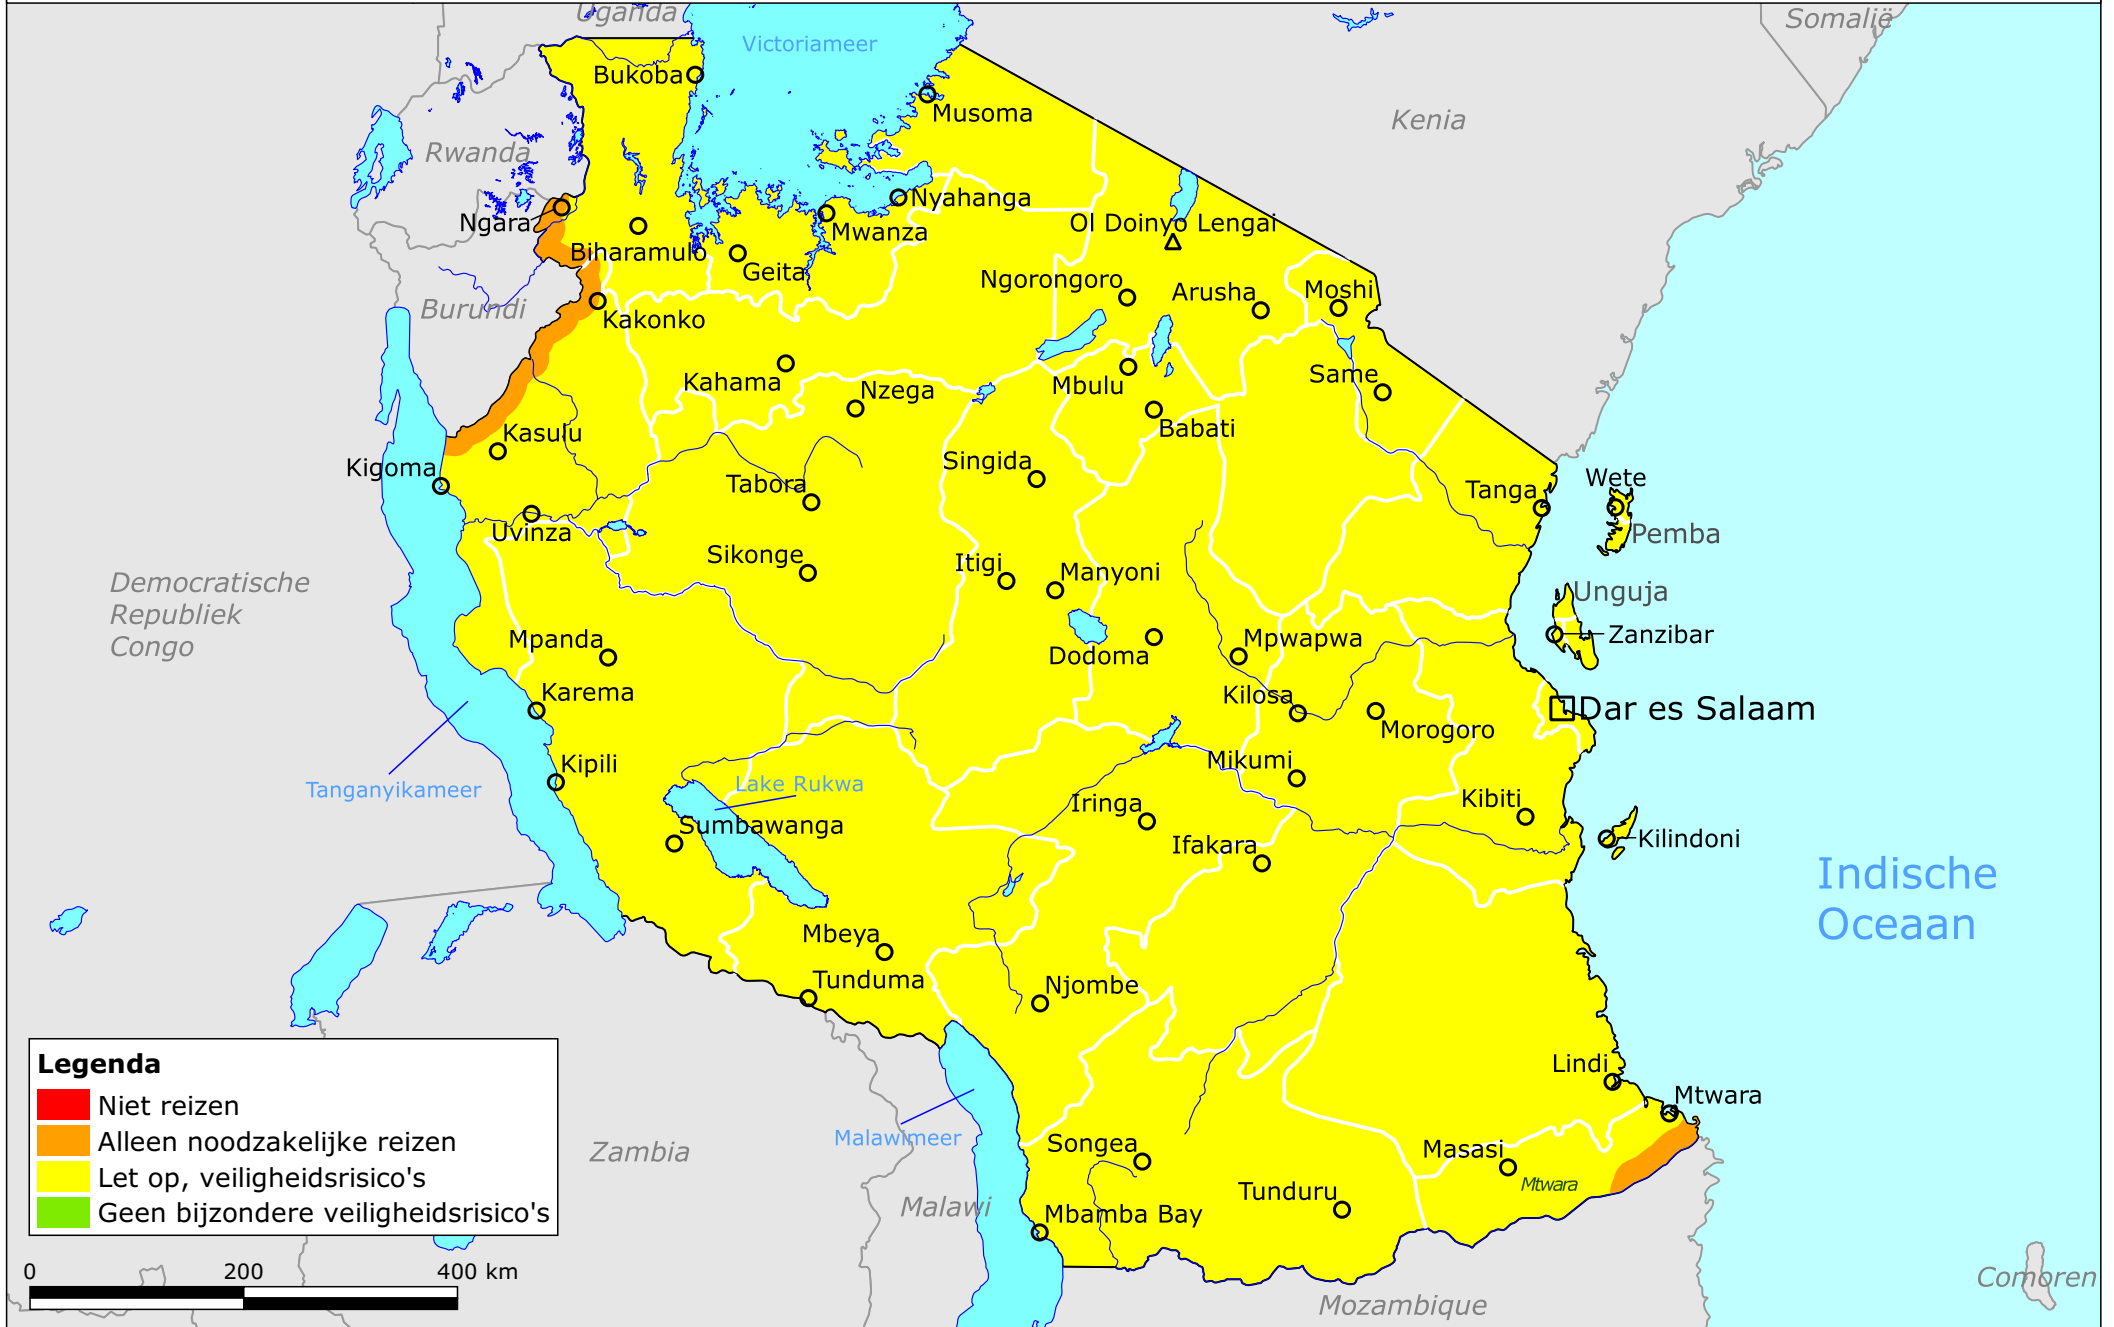 Uganda
Somalië
Victoriameer
Bukoba
Musoma
Kenia
Rwanda
Nyahanga
Ngara
Ol Doinyo Lengai
Mwanza
Biharamulo
Geita
Ngorongoro
Arusha
Moshi
Burundi
Kakonko
Kahama
Nzega
Mbulu
Same
Babati
Kasulu
Kigoma
Singida
Tabora
Tanga
Wete
Uvinza
Pemba
Sikonge
Itigi
Manyoni
Democratische
Republiek
Congo
Unguja
Mpanda
Dodoma
Mpwapwa
Zanzibar
Karema
Kilosa
Morogoro
Dar es Salaam
Kipili
Mikumi
Tanganyikameer
Lake Rukwa
Iringa
Kibiti
Sumbawanga
Ifakara
Kilindoni
Indische
Oceaan
Mbeya
Tunduma
Njombe
Lindi
Mtwara
Malawimeer
Zambia
Songea
Masasi
Mtwara
Tunduru
Malawi
Mbamba Bay
Comoren
Mozambique
Legenda
Niet reizen
Alleen noodzakelijke reizen
Let op, veiligheidsrisico's
Geen bijzondere veiligheidsrisico's
0 200 400 km